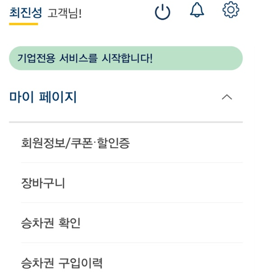 최진성 고객님!
기업전용 서비스를 시작합니다!
마이 페이지
회원정보/쿠폰·할인증
장바구니
승차권 확인
승차권 구입이력